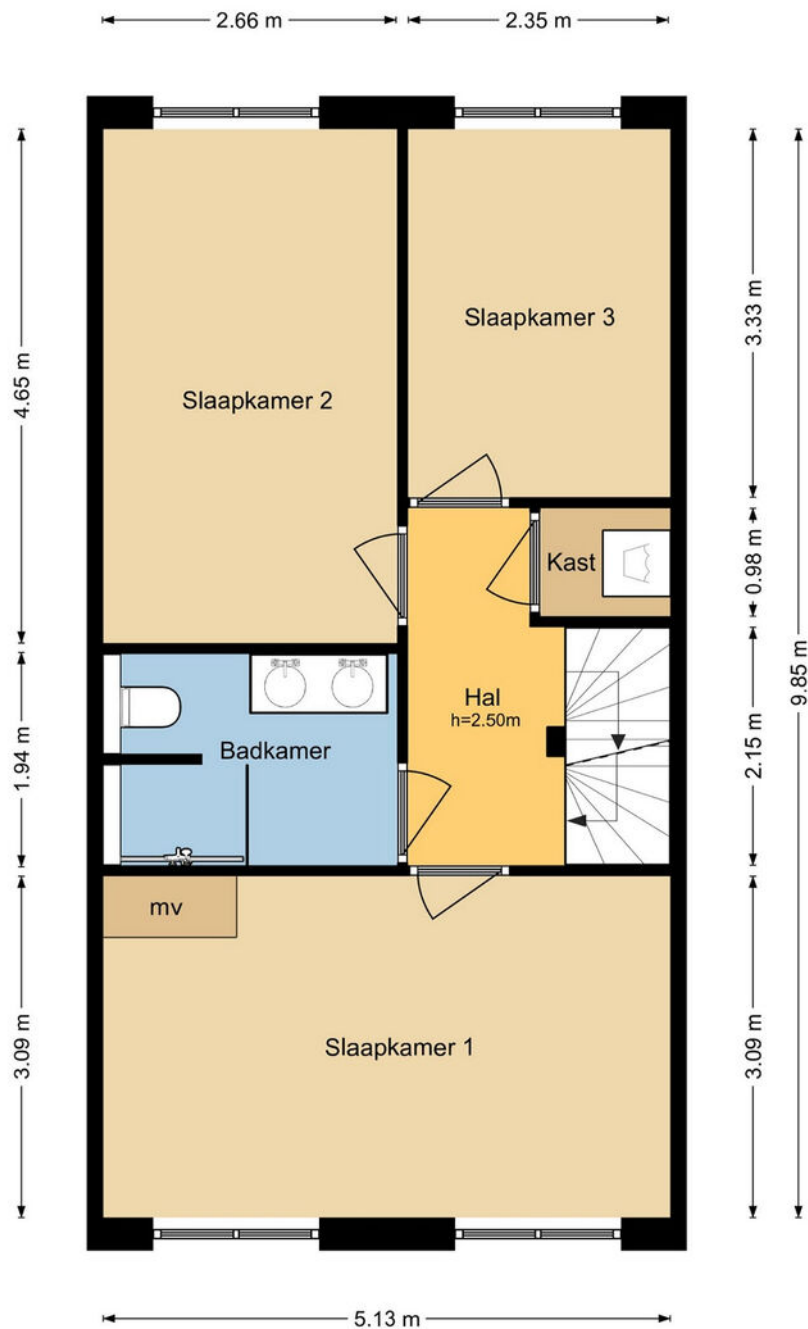 2.66 m
2.35 m
4.65 m
3.33 m
Slaapkamer 3
Slaapkamer 2
9.85 m
0.98 m
Kast
1.94 m
Hal
h=2.50m
2.15 m
Badkamer
mv
3.09 m
Slaapkamer 1
3.09 m
5.13 m